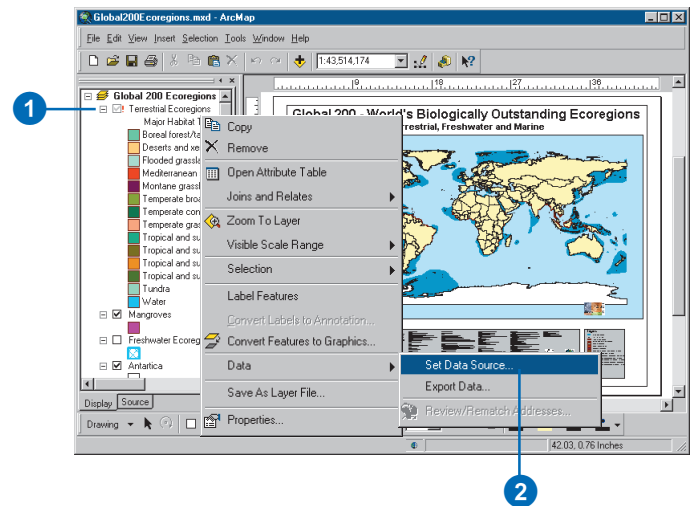 Global200Ecoregions.mxd - ArcMap
File Edit View Insert Selection Tools Window Help
1:43,514,174
9 18 27 36
Global 200 Ecoregions
1
Terrestrial Ecoregions
Major Habitat T
Boreal forest/ta
Deserts and xe
Flooded grassla
Mediterranean
Montane grassl
Temperate broa
Temperate con
Temperate gras
Tropical and su
Tropical and su
Tropical and su
Tropical and su
Tundra
Water
Mangroves
Freshwater Ecoreg
Antartica
Display Source
Global 200 - World's Biologically Outstanding Ecoregions
Terrestrial, Freshwater and Marine
Copy
Remove
Open Attribute Table
Joins and Relates
Zoom To Layer
Visible Scale Range
Selection
Label Features
Convert Labels to Annotation...
Convert Features to Graphics...
Data
Save As Layer File...
Properties...
Set Data Source...
Export Data...
Review/Rematch Addresses...
Drawing
42.03, 0.76 Inches
2